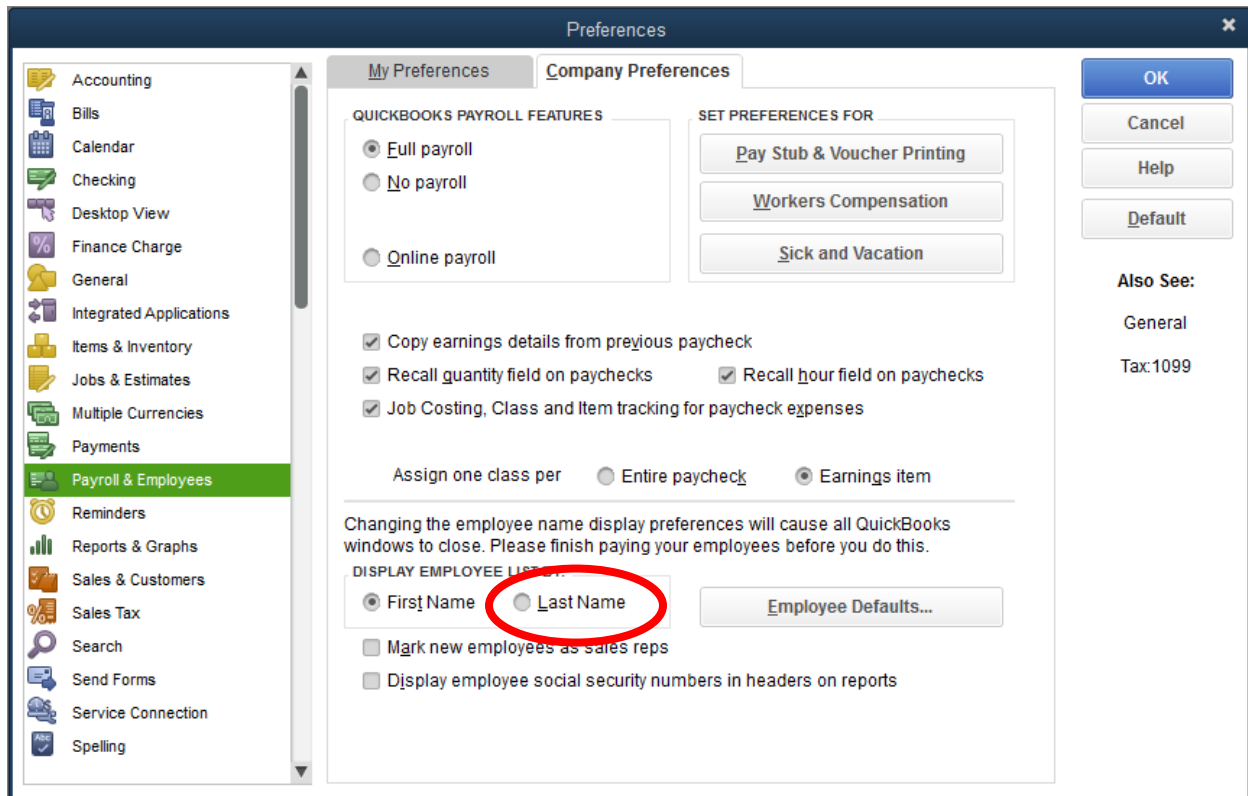 Preferences
Accounting
Bills
Calendar
Checking
Desktop View
Finance Charge
General
Integrated Applications
Items & Inventory
Jobs & Estimates
Multiple Currencies
Payments
Payroll & Employees
Reminders
Reports & Graphs
Sales & Customers
Sales Tax
Search
Send Forms
Service Connection
Abc
Spelling
My Preferences
Company Preferences
QUICKBOOKS PAYROLL FEATURES
Full payroll
No payroll
Online payroll
SET PREFERENCES FOR
Pay Stub & Voucher Printing
Workers Compensation
Sick and Vacation
Copy earnings details from previous paycheck
Recall quantity field on paychecks
Recall hour field on paychecks
Job Costing, Class and Item tracking for paycheck expenses
Assign one class per
Entire paycheck
Earnings item
Changing the employee name display preferences will cause all QuickBooks
windows to close. Please finish paying your employees before you do this.
DISPLAY EMPLOYEE LIST BY:
First Name
Last Name
Employee Defaults...
Mark new employees as sales reps
Display employee social security numbers in headers on reports
OK
Cancel
Help
Default
Also See:
General
Tax:1099